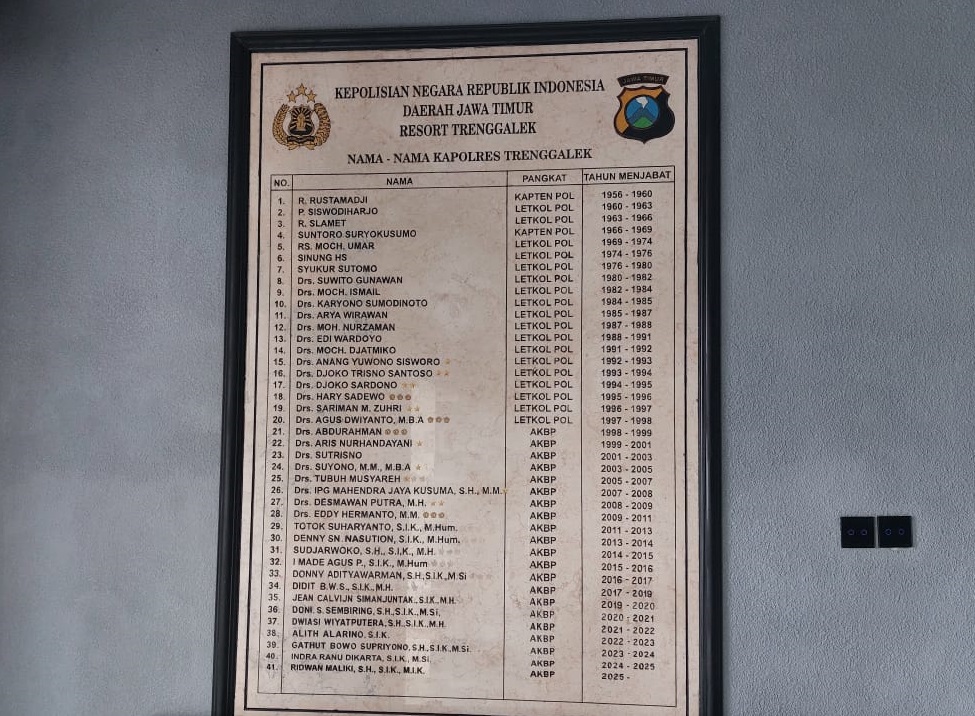 JAWA TIMUR
KEPOLISIAN NEGARA REPUBLIK INDONESIA
DAERAH JAWA TIMUR
RESORT TRENGGALEK
NAMA - NAMA KAPOLRES TRENGGALEK
NO. NAMA PANGKAT TAHUN MENJABAT
1. R. RUSTAMADJI KAPTEN POL 1956 - 1960
2. P. SISWODIHARJO LETKOL POL 1960 - 1963
3. R. SLAMET LETKOL POL 1963 - 1966
4. SUNTORO SURYOKUSUMO KAPTEN POL 1966 - 1969
5. RS. MOCH. UMAR LETKOL POL 1969 - 1974
6. SINUNG HS LETKOL POL 1974 - 1976
7. SYUKUR SUTOMO LETKOL POL 1976 - 1980
8. Drs. SUWITO GUNAWAN LETKOL POL 1980 - 1982
9. Drs. MOCH. ISMAIL LETKOL POL 1982 - 1984
10. Drs. KARYONO SUMODINOTO LETKOL POL 1984 - 1985
11. Drs. ARYA WIRAWAN LETKOL POL 1985 - 1987
12. Drs. MOH. NURZAMAN LETKOL POL 1987 - 1988
13. Drs. EDI WARDOYO LETKOL POL 1988 - 1991
14. Drs. MOCH. DJATMIKO LETKOL POL 1991 - 1992
15. Drs. ANANG YUWONO SISWORO LETKOL POL 1992 - 1993
16. Drs. DJOKO TRISNO SANTOSO LETKOL POL 1993 - 1994
17. Drs. DJOKO SARDONO LETKOL POL 1994 - 1995
18. Drs. HARY SADEWO LETKOL POL 1995 - 1996
19. Drs. SARIMAN M. ZUHRI LETKOL POL 1996 - 1997
20. Drs. AGUS DWIYANTO, M.B.A LETKOL POL 1997 - 1998
21. Drs. ABDURAHMAN AKBP 1998 - 1999
22. Drs. ARIS NURHANDAYANI AKBP 1999 - 2001
23. Drs. SUTRISNO AKBP 2001 - 2003
24. Drs. SUYONO, M.M., M.B.A AKBP 2003 - 2005
25. Drs. TUBUH MUSYAREH AKBP 2005 - 2007
26. Drs. IPG MAHENDRA JAYA KUSUMA, S.H., M.M. AKBP 2007 - 2008
27. Drs. DESMAWAN PUTRA, M.H. AKBP 2008 - 2009
28. Drs. EDDY HERMANTO, M.M. AKBP 2009 - 2011
29. TOTOK SUHARYANTO, S.I.K., M.Hum. AKBP 2011 - 2013
30. DENNY SN. NASUTION, S.I.K., M.Hum, AKBP 2013 - 2014
31. SUDJARWOKO, S.H., S.I.K., M.H. AKBP 2014 - 2015
32. I MADE AGUS P., S.I.K., M.Hum AKBP 2015 - 2016
33. DONNY ADITYAWARMAN, S.H.,S.I.K.,M.Si AKBP 2016 - 2017
34. DIDIT B.W.S., S.I.K., M.H. AKBP 2017 - 2019
35. JEAN CALVIJN SIMANJUNTAK., S.I.K., M.H. AKBP 2019 - 2020
36. DONI. S. SEMBIRING, S.H.,S.I.K.,M.Si, AKBP 2020 - 2021
37. DWIASI WIYATPUTERA, S.H.,S.I.K.,M.H. AKBP 2021 - 2022
38. ALITH ALARINO, S.I.K. AKBP 2022 - 2023
39. GATHUT BOWO SUPRIYONO, S.H.,S.I.K.,M.Si. AKBP 2023 - 2024
40. INDRA RANU DIKARTA, S.I.K., M.Si. AKBP 2024 - 2025
41. RIDWAN MALIKI, S.H., S.I.K., M.I.K. AKBP 2025 -